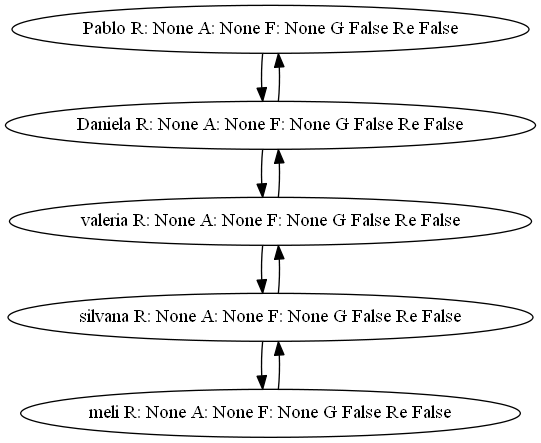 Pablo R: None A: None F: None G False Re False
Daniela R: None A: None F: None G False Re False
valeria R: None A: None F: None G False Re False
silvana R: None A: None F: None G False Re False
meli R: None A: None F: None G False Re False